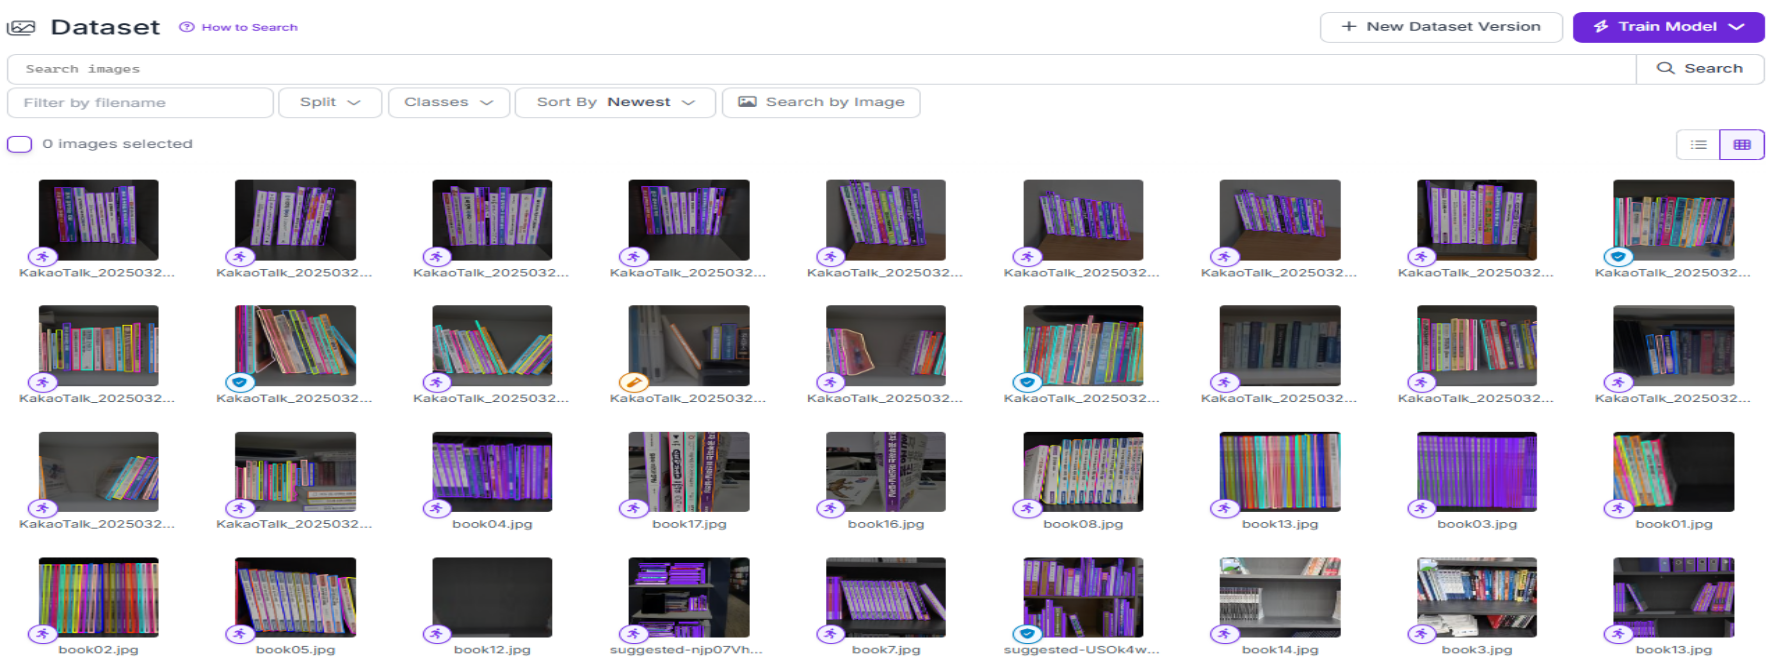 Dataset
How to Search
New Dataset Version
Train Model
Search images
Search
Filter by filename
Split
Classes
Sort By Newest
Search by Image
0 images selected
KakaoTalk_2025032... KakaoTalk_2025032... KakaoTalk_2025032... KakaoTalk_2025032... KakaoTalk_2025032... KakaoTalk_2025032... KakaoTalk_2025032... KakaoTalk_2025032... KakaoTalk_2025032...
KakaoTalk_2025032... KakaoTalk_2025032... KakaoTalk_2025032... KakaoTalk_2025032... KakaoTalk_2025032... KakaoTalk_2025032... KakaoTalk_2025032... KakaoTalk_2025032... KakaoTalk_2025032...
KakaoTalk_2025032... KakaoTalk_2025032... book04.jpg book17.jpg book16.jpg book08.jpg book13.jpg book03.jpg book01.jpg
book02.jpg book05.jpg book12.jpg suggested-njp07Vh... book7.jpg suggested-USOk4w... book14.jpg book3.jpg book13.jpg